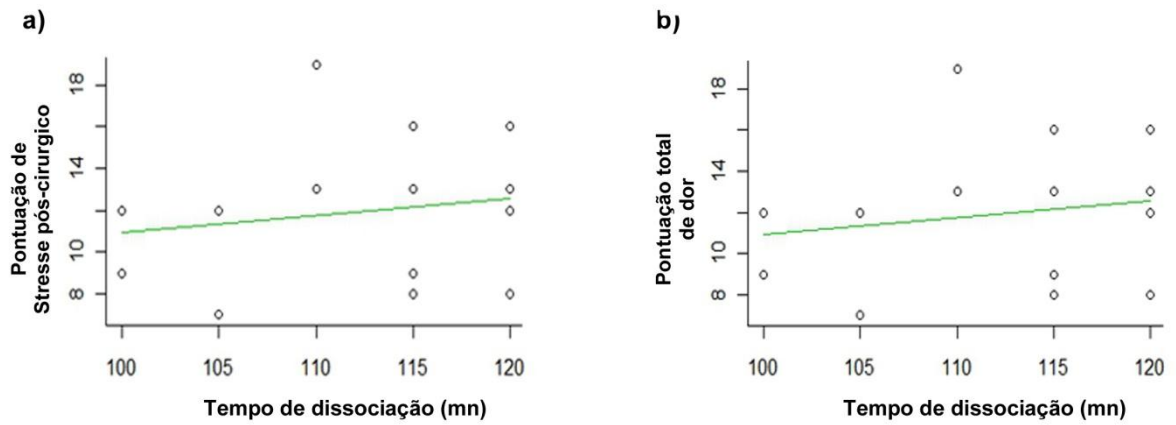 a)
Pontuação de
Stresse pós-cirurgico
18
14
10
8
100 105 110 115 120
Tempo de dissociação (mn)
b)
Pontuação total
de dor
18
14
10
8
100 105 110 115 120
Tempo de dissociação (mn)